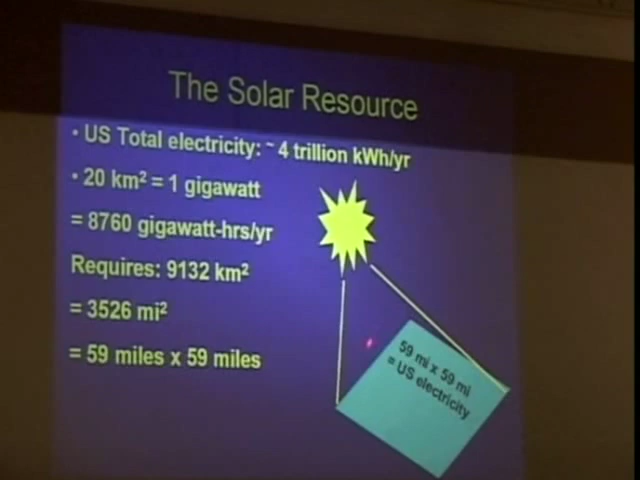 The Solar Resource
• US Total electricity: ~ 4 trillion kWh/yr
• 20 km² = 1 gigawatt
= 8760 gigawatt-hrs/yr
Requires: 9132 km²
= 3526 mi²
= 59 miles x 59 miles
59 mi x 59 mi
= US electricity